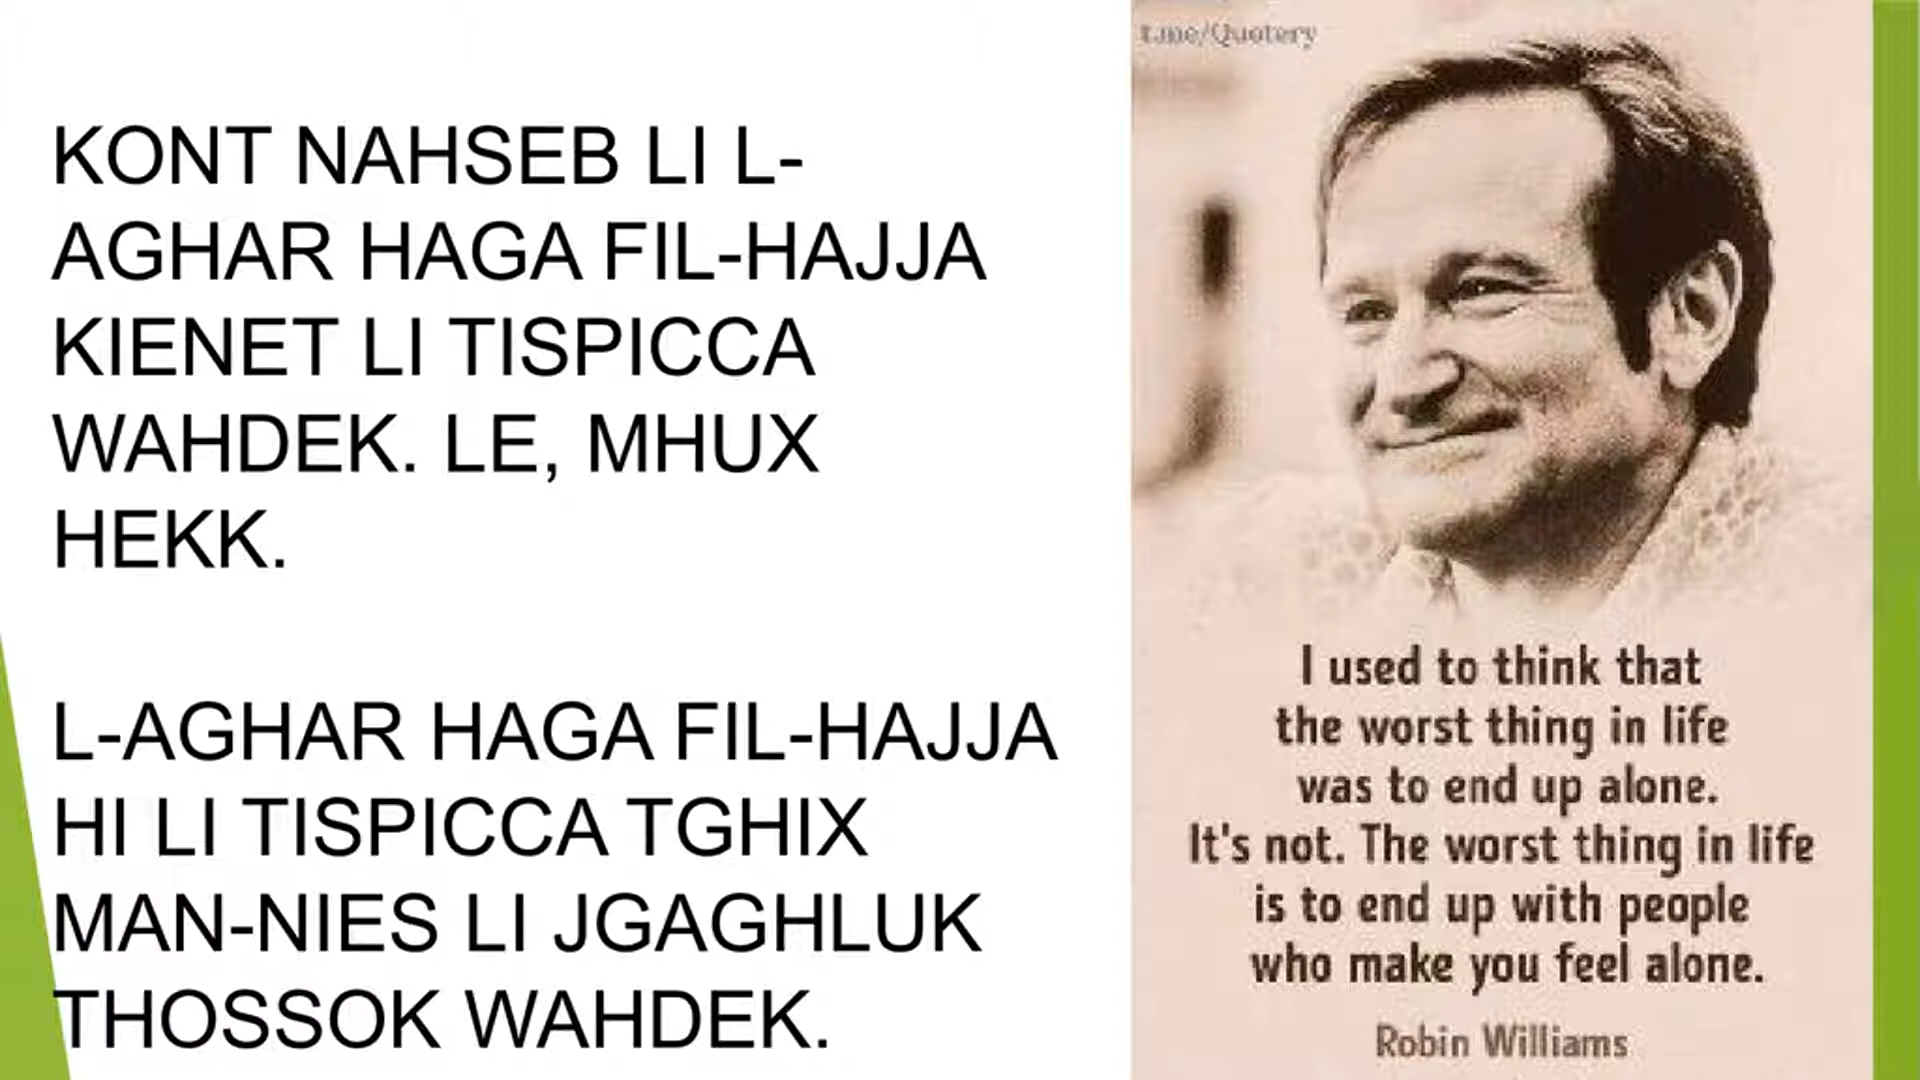 KONT NAHSEB LI L-
AGHAR HAGA FIL-HAJJA
KIENET LI TISPICCA
WAHDEK. LE, MHUX
HEKK.
L-AGHAR HAGA FIL-HAJJA
HI LI TISPICCA TGHIX
MAN-NIES LI JGAGHLUK
THOSSOK WAHDEK.
t.me/Quotery
I used to think that
the worst thing in life
was to end up alone.
It's not. The worst thing in life
is to end up with people
who make you feel alone.
Robin Williams